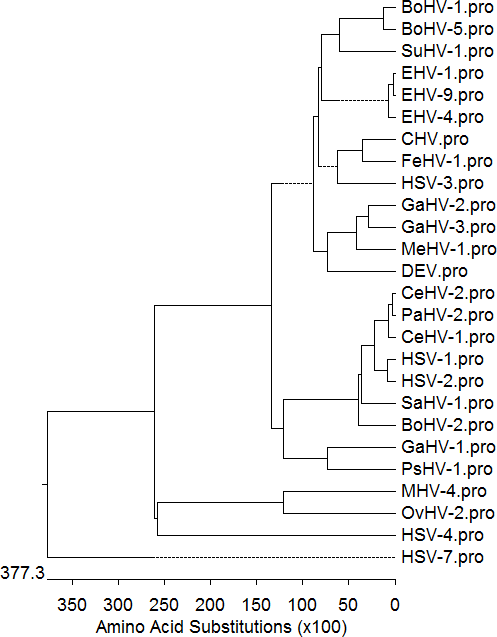 BoHV-1.pro
BoHV-5.pro
SuHV-1.pro
EHV-1.pro
EHV-9.pro
EHV-4.pro
CHV.pro
FeHV-1.pro
HSV-3.pro
GaHV-2.pro
GaHV-3.pro
MeHV-1.pro
DEV.pro
CeHV-2.pro
PaHV-2.pro
CeHV-1.pro
HSV-1.pro
HSV-2.pro
SaHV-1.pro
BoHV-2.pro
GaHV-1.pro
PsHV-1.pro
MHV-4.pro
OvHV-2.pro
HSV-4.pro
HSV-7.pro
377.3
350 300 250 200 150 100 50 0
Amino Acid Substitutions (x100)